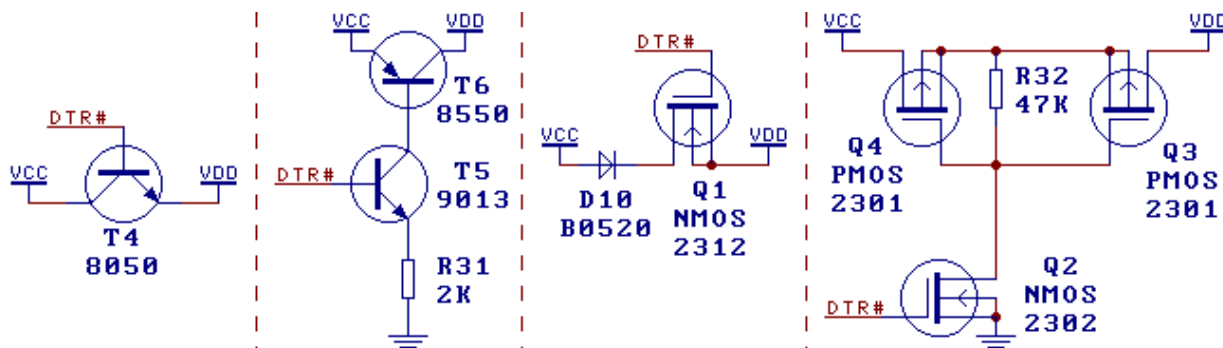 DTR#
VCC
VDD
T4
8050
VCC
VDD
T6
8550
DTR#
T5
9013
R31
2K
DTR#
VCC
VDD
D10
B0520
Q1
NMOS
2312
VCC
VDD
R32
47K
Q4
PMOS
2301
Q3
PMOS
2301
DTR#
Q2
NMOS
2302